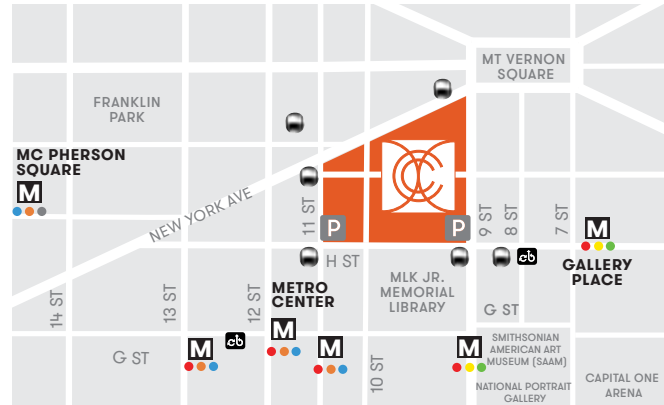 MT VERNON
SQUARE
FRANKLIN
PARK
MC PHERSON
SQUARE
M
NEW YORK AVE
11 ST
P
P
9 ST
8 ST
7 ST
M
GALLERY
PLACE
H ST
METRO
CENTER
MLK JR.
MEMORIAL
LIBRARY
G ST
14 ST
13 ST
12 ST
cb
cb
M
M
M
M
G ST
10 ST
SMITHSONIAN
AMERICAN ART
MUSEUM (SAAM)
NATIONAL PORTRAIT
GALLERY
CAPITAL ONE
ARENA